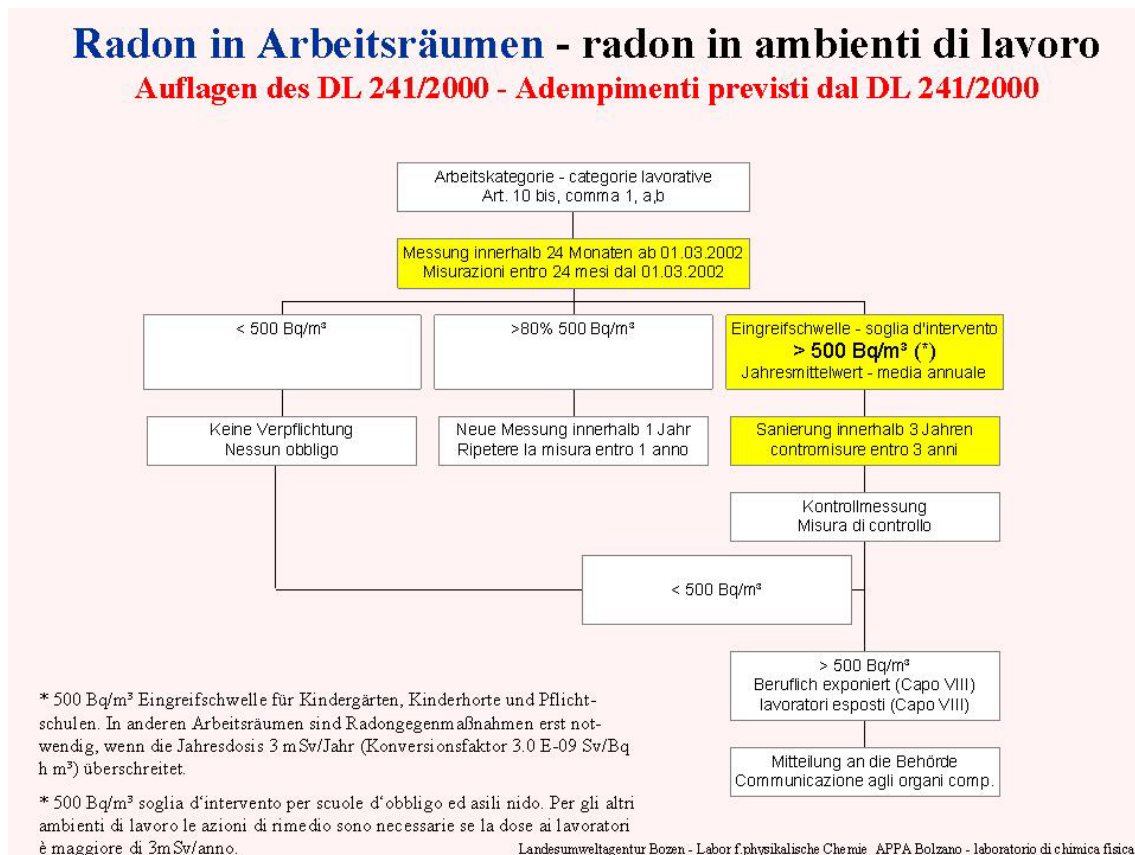 Radon in Arbeitsräumen - radon in ambienti di lavoro
Auflagen des DL 241/2000 - Adempimenti previsti dal DL 241/2000
Arbeitskategorie - categorie lavorative
Art. 10 bis, comma 1, a,b
Messung innerhalb 24 Monaten ab 01.03.2002
Misurazioni entro 24 mesi dal 01.03.2002
< 500 Bq/m³
>80% 500 Bq/m³
Eingreifschwelle - soglia d'intervento
> 500 Bq/m³ (*)
Jahresmittelwert - media annuale
Keine Verpflichtung
Nessun obbligo
Neue Messung innerhalb 1 Jahr
Ripetere la misura entro 1 anno
Sanierung innerhalb 3 Jahren
contromisure entro 3 anni
Kontrollmessung
Misura di controllo
< 500 Bq/m³
> 500 Bq/m³
Beruflich exponiert (Capo VIII)
lavoratori esposti (Capo VIII)
Mitteilung an die Behörde
Communicazione agli organi comp.
* 500 Bq/m³ Eingreifschwelle für Kindergärten, Kinderhorte und Pflicht-
schulen. In anderen Arbeitsräumen sind Radongegenmaßnahmen erst not-
wendig, wenn die Jahresdosis 3 mSv/Jahr (Konversionsfaktor 3.0 E-09 Sv/Bq
h m³) überschreitet.
* 500 Bq/m³ soglia d‘intervento per scuole d‘obbligo ed asili nido. Per gli altri
ambienti di lavoro le azioni di rimedio sono necessarie se la dose ai lavoratori
è maggiore di 3mSv/anno.
Landesumweltagentur Bozen - Labor f.physikalische Chemie APPA Bolzano - laboratorio di chimica fisica